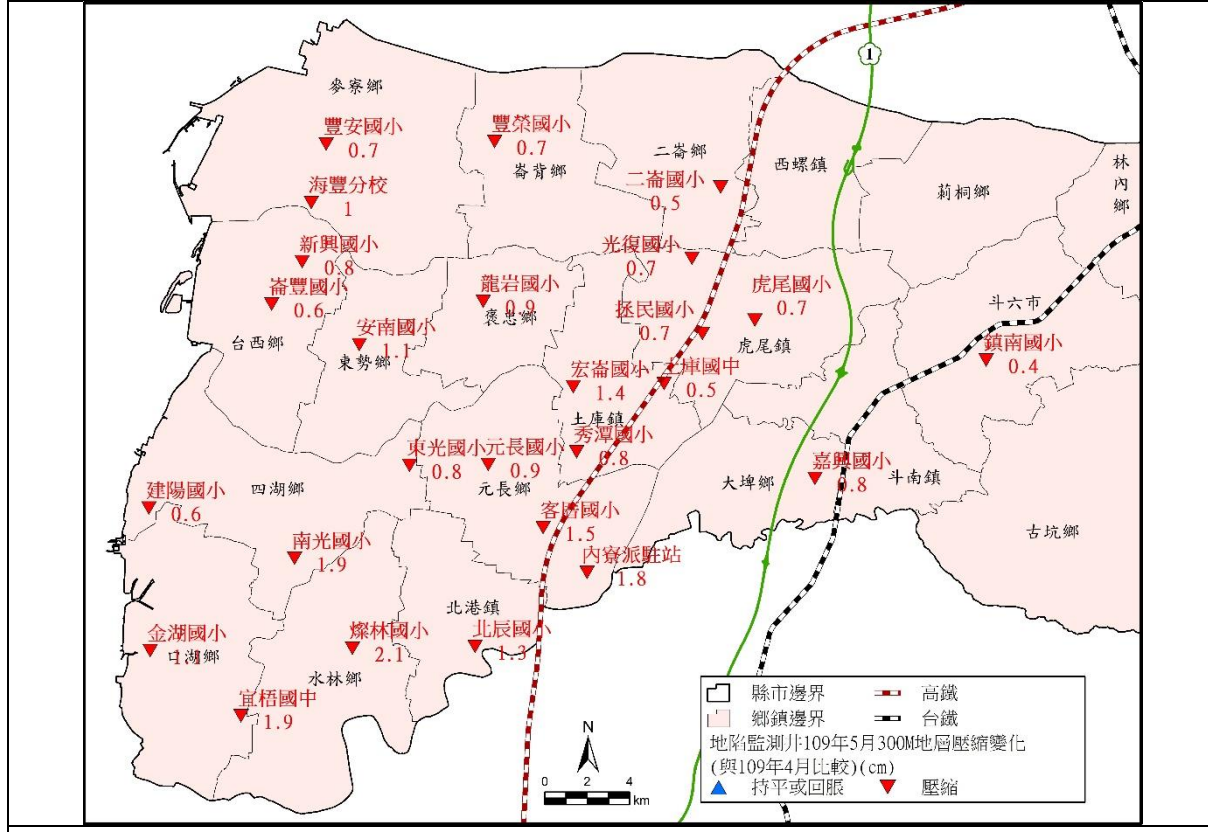 1
麥寮鄉
豐安國小
0.7
豐榮國小
0.7
崙背鄉
二崙鄉
二崙國小
0.5
西螺鎮
莿桐鄉
林內鄉
海豐分校
1
新興國小
0.8
崙豐國小
0.6
台西鄉
安南國小
1.1
東勢鄉
龍岩國小
0.9
褒忠鄉
光復國小
0.7
拯民國小
0.7
虎尾國小
0.7
虎尾鎮
斗六市
鎮南國小
0.4
宏崙國小
1.4
土庫國中
0.5
土庫鎮
秀潭國小
0.8
東光國小
0.8
元長國小
0.9
元長鄉
四湖鄉
建陽國小
0.6
大埤鄉
嘉興國小
0.8
斗南鎮
古坑鄉
客厝國小
1.5
內寮派駐站
1.8
南光國小
1.9
北港鎮
北辰國小
1.3
金湖國小
口湖鄉
燦林國小
2.1
水林鄉
宜梧國中
1.9
N
0 2 4
km
縣市邊界
高鐵
鄉鎮邊界
台鐵
地陷監測井109年5月300M地層壓縮變化
(與109年4月比較)(cm)
持平或回脹
壓縮